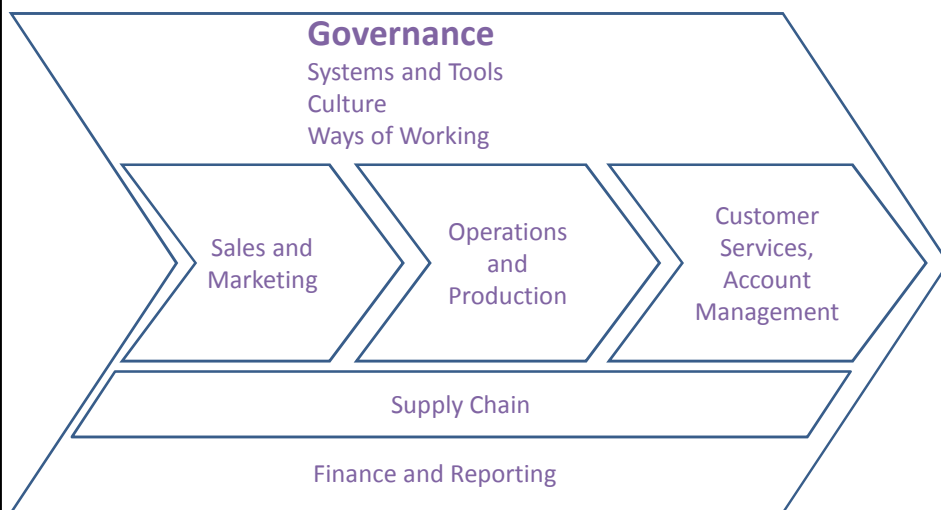 Governance
Systems and Tools
Culture
Ways of Working
Sales and
Marketing
Operations
and
Production
Customer
Services,
Account
Management
Supply Chain
Finance and Reporting